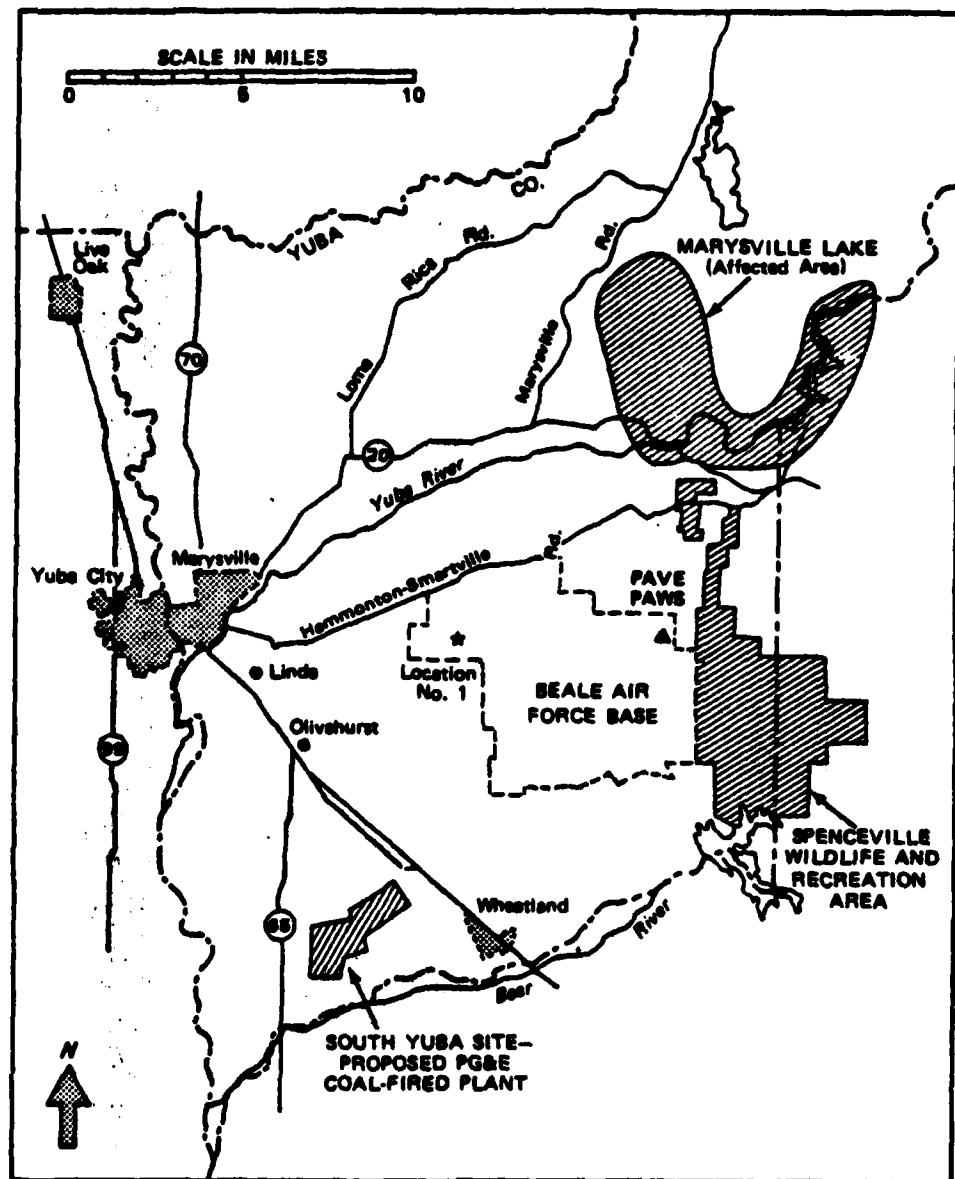 SCALE IN MILES
0 5 10
YUBA CO.
Live
Oak
70
Loma Rica Rd.
Marysville Rd.
MARYSVILLE LAKE
(Affected Area)
20
Yuba River
Marysville
Yuba City
Hammonton-Smartville Rd.
PAVE
PAWS
Linda
Location
No. 1
BEALE AIR
FORCE BASE
Olivehurst
99
SPENCEVILLE
WILDLIFE AND
RECREATION
AREA
Wheatland
65
Bear River
SOUTH YUBA SITE–
PROPOSED PG&E
COAL-FIRED PLANT
N